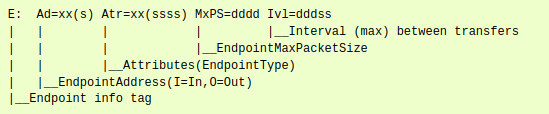 E:  Ad=xx(s) Atr=xx(ssss) MxPS=dddd Ivl=dddss
|   |        |            |         |__Interval (max) between transfers
|   |        |            |__EndpointMaxPacketSize
|   |        |__Attributes(EndpointType)
|   |__EndpointAddress(I=In,O=Out)
|__Endpoint info tag